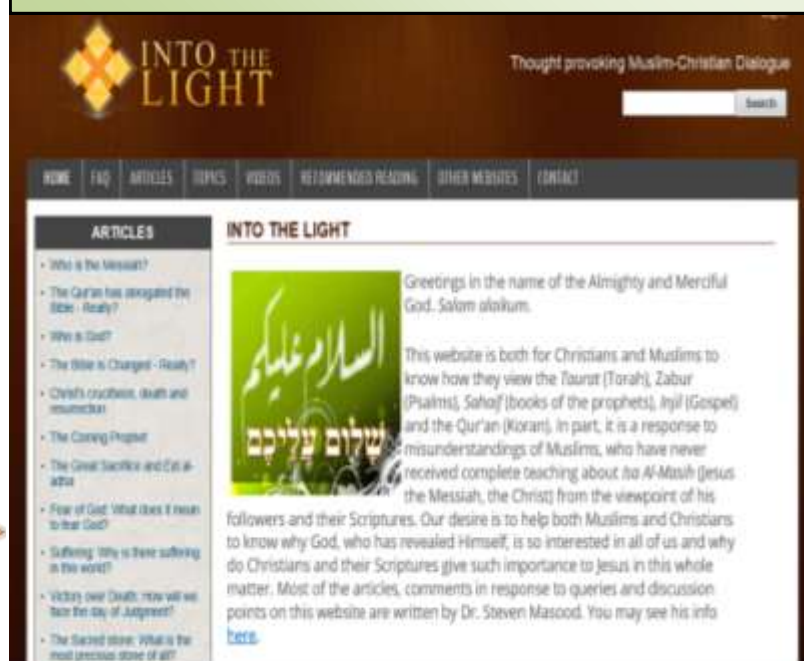 INTO THE
LIGHT
Thought provoking Muslim-Christian Dialogue
Search
HOME FAQ ARTICLES TOPICS VIDEOS RECOMMENDED READING OTHER WEBSITES CONTACT
ARTICLES
Who is the Messiah?
The Qur'an has abrogated the
Bible - Really?
Who is God?
The Bible is Changed - Really?
Christ's crucifixion, death and
resurrection
The Coming Prophet
The Great Sacrifice and Eid al-
adha
Fear of God: What does it mean
to fear God?
Suffering: Why is there suffering
in this world?
Victory over Death: How will we
face the day of Judgment?
The Sacred stone: What is the
most precious stone of all?
INTO THE LIGHT
السلام عليكم
שָׁלוֹם עֲלֵיכֶם
Greetings in the name of the Almighty and Merciful
God. Salam alaikum.
This website is both for Christians and Muslims to
know how they view the Taurat (Torah), Zabur
(Psalms), Sahaif (books of the prophets), Injil (Gospel)
and the Qur'an (Koran). In part, it is a response to
misunderstandings of Muslims, who have never
received complete teaching about Isa Al-Masih (Jesus
the Messiah, the Christ) from the viewpoint of his
followers and their Scriptures. Our desire is to help both Muslims and Christians
to know why God, who has revealed Himself, is so interested in all of us and why
do Christians and their Scriptures give such importance to Jesus in this whole
matter. Most of the articles, comments in response to queries and discussion
points on this website are written by Dr. Steven Masood. You may see his info
here.